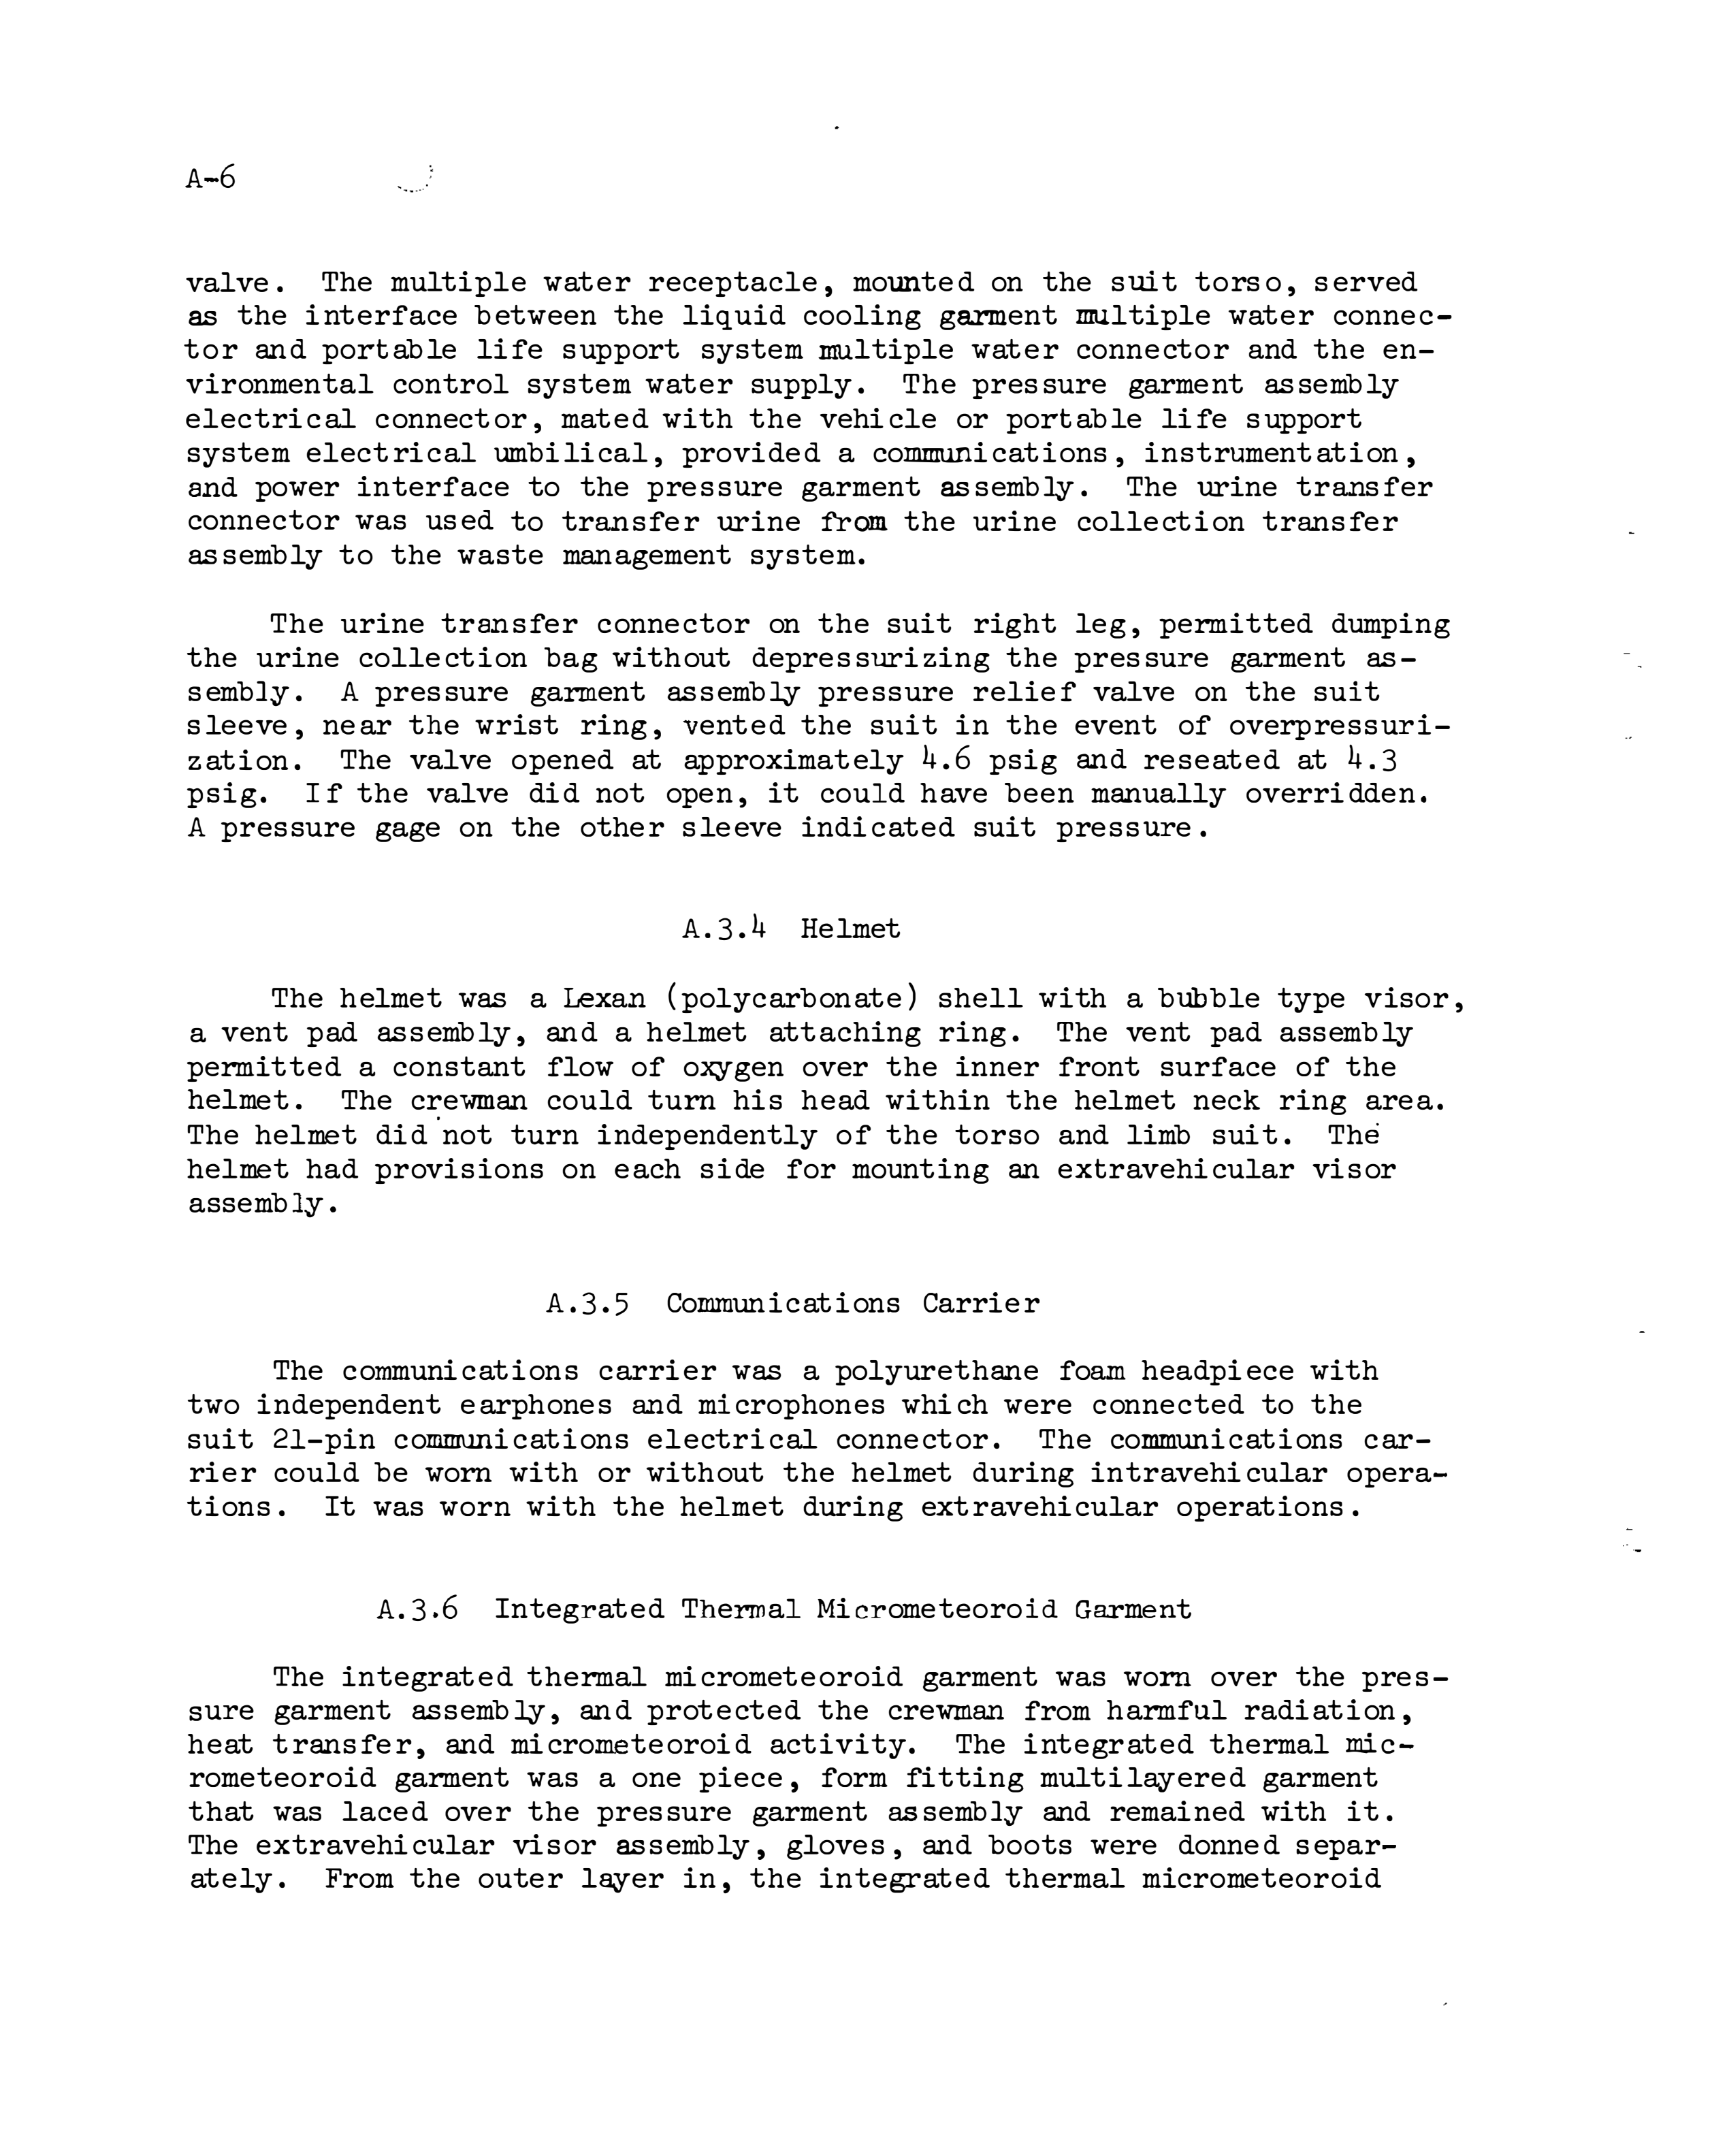 A-6
valve. The multiple water receptacle, mounted on the suit torso, served
as the interface between the liquid cooling garment multiple water connec-
tor and portable life support system multiple water connector and the en-
vironmental control system water supply. The pressure garment assembly
electrical connector, mated with the vehicle or portable life support
system electrical umbilical, provided a communications, instrumentation,
and power interface to the pressure garment assembly. The urine transfer
connector was used to transfer urine from the urine collection transfer
assembly to the waste management system.
The urine transfer connector on the suit right leg, permitted dumping
the urine collection bag without depressurizing the pressure garment as-
sembly. A pressure garment assembly pressure relief valve on the suit
sleeve, near the wrist ring, vented the suit in the event of overpressuri-
zation. The valve opened at approximately 4.6 psig and reseated at 4.3
psig. If the valve did not open, it could have been manually overridden.
A pressure gage on the other sleeve indicated suit pressure.
A.3.4 Helmet
The helmet was a Lexan (polycarbonate) shell with a bubble type visor,
a vent pad assembly, and a helmet attaching ring. The vent pad assembly
permitted a constant flow of oxygen over the inner front surface of the
helmet. The crewman could turn his head within the helmet neck ring area.
The helmet did not turn independently of the torso and limb suit. The
helmet had provisions on each side for mounting an extravehicular visor
assembly.
A.3.5 Communications Carrier
The communications carrier was a polyurethane foam headpiece with
two independent earphones and microphones which were connected to the
suit 21-pin communications electrical connector. The communications car-
rier could be worn with or without the helmet during intravehicular opera-
tions. It was worn with the helmet during extravehicular operations.
A.3.6 Integrated Thermal Micrometeoroid Garment
The integrated thermal micrometeoroid garment was worn over the pres-
sure garment assembly, and protected the crewman from harmful radiation,
heat transfer, and micrometeoroid activity. The integrated thermal mic-
rometeoroid garment was a one piece, form fitting multilayered garment
that was laced over the pressure garment assembly and remained with it.
The extravehicular visor assembly, gloves, and boots were donned separ-
ately. From the outer layer in, the integrated thermal micrometeoroid